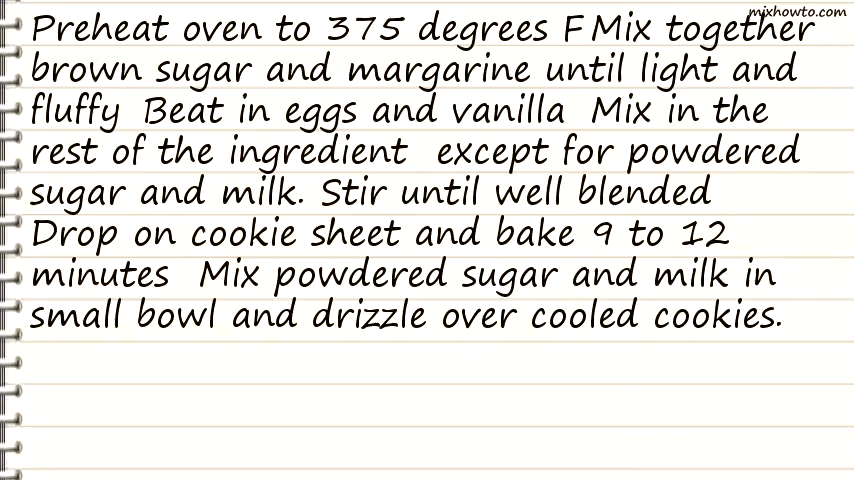 mixhowto.com
Preheat oven to 375 degrees F Mix together
brown sugar and margarine until light and
fluffy  Beat in eggs and vanilla  Mix in the
rest of the ingredient  except for powdered
sugar and milk. Stir until well blended
Drop on cookie sheet and bake 9 to 12
minutes  Mix powdered sugar and milk in
small bowl and drizzle over cooled cookies.